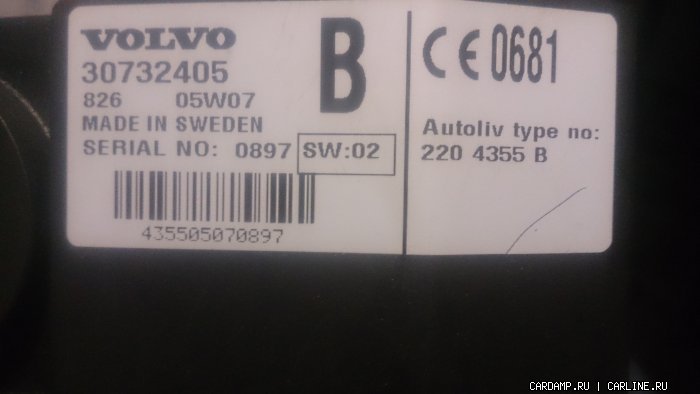 VOLVO
30732405
826 05W07
MADE IN SWEDEN
SERIAL NO: 0897 SW:02
435505070897
B
CE 0681
Autoliv type no:
220 4355 B
CARDAMP.RU | CARLINE.RU